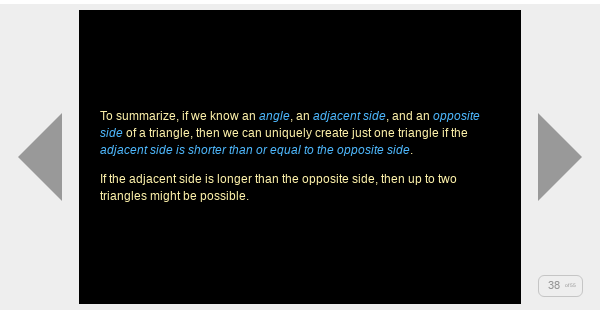 To summarize, if we know an angle, an adjacent side, and an opposite
side of a triangle, then we can uniquely create just one triangle if the
adjacent side is shorter than or equal to the opposite side.
If the adjacent side is longer than the opposite side, then up to two
triangles might be possible.
38